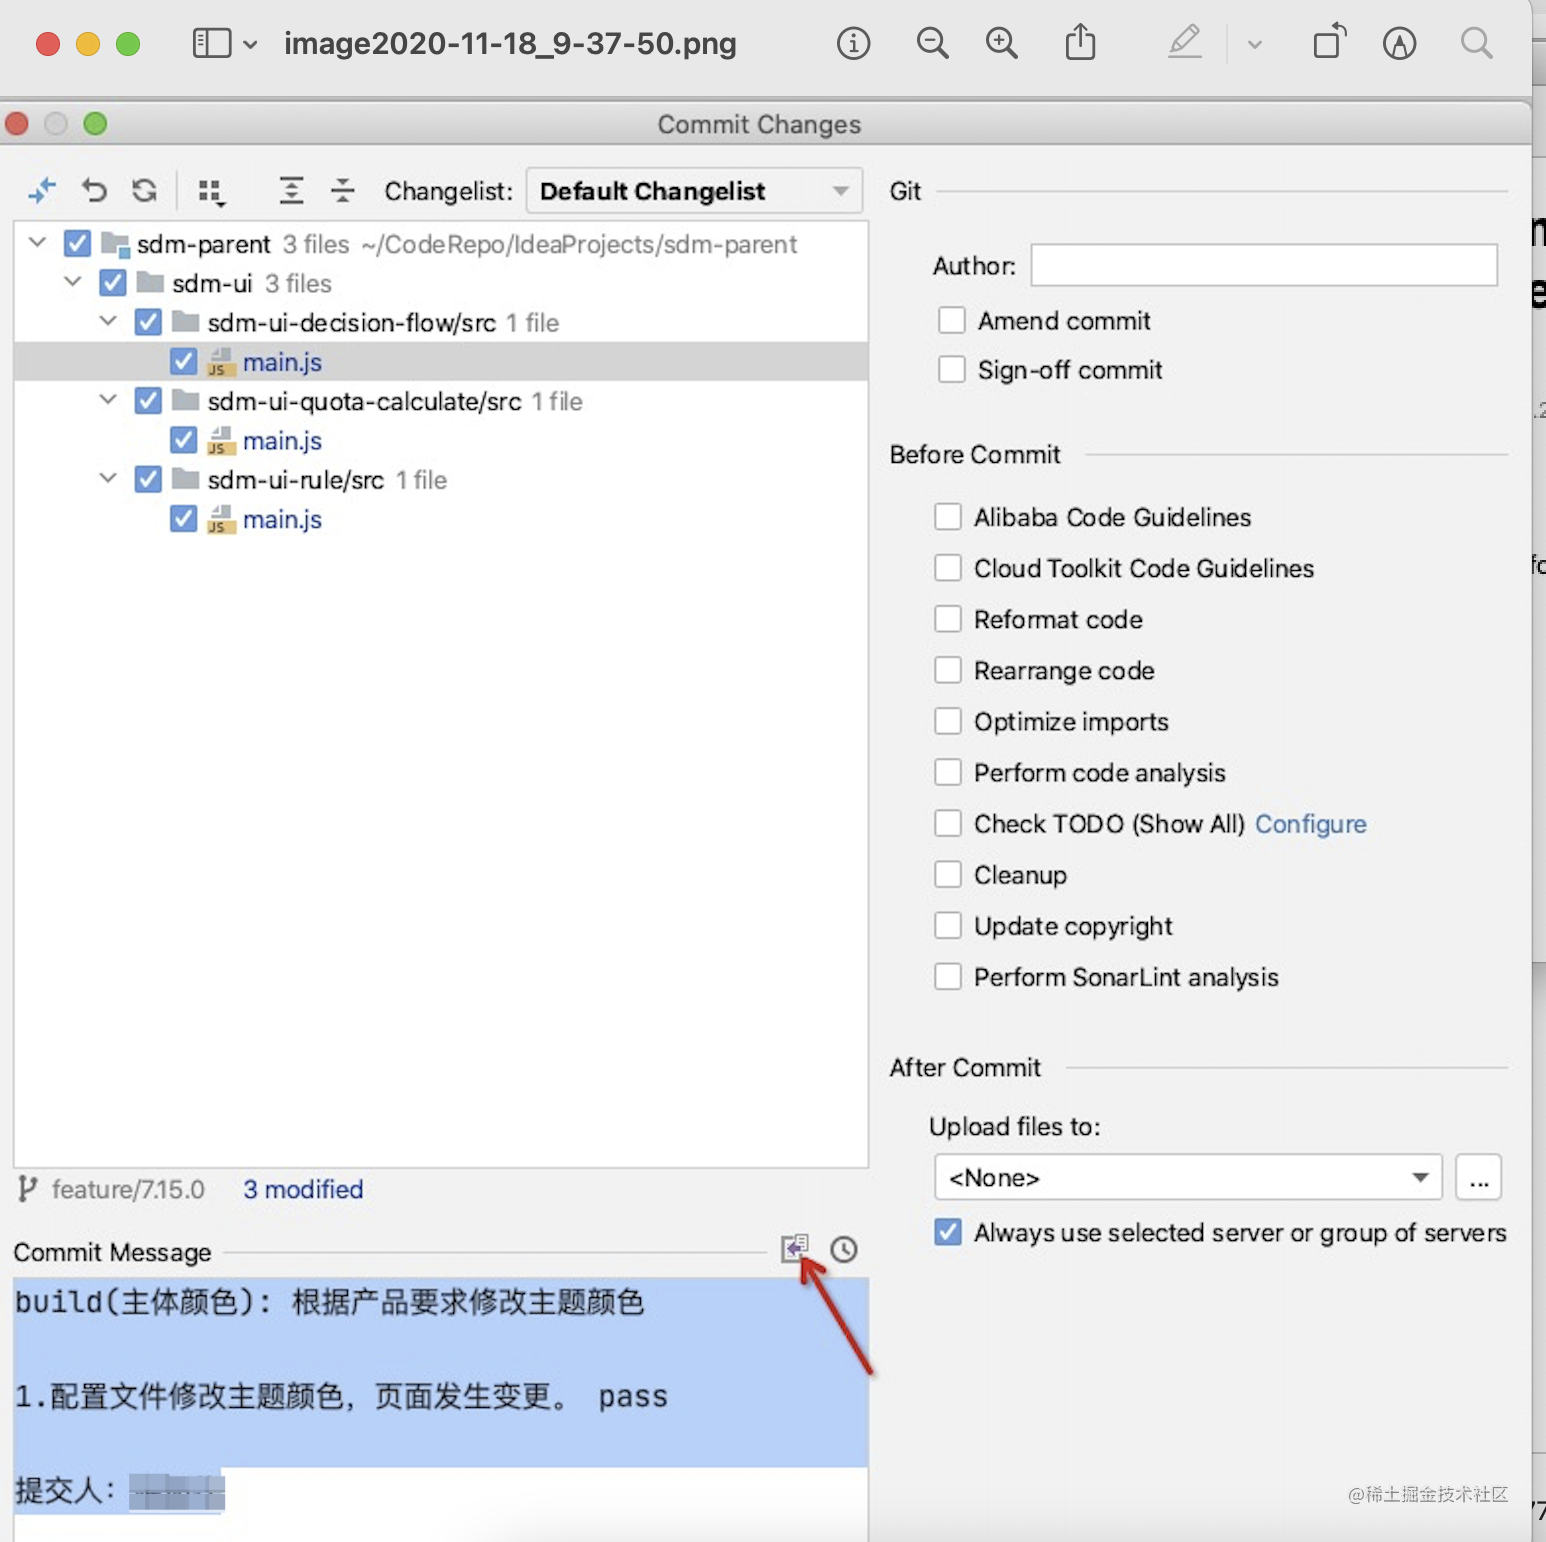 image2020-11-18_9-37-50.png
Commit Changes
Changelist: Default Changelist
sdm-parent 3 files ~/CodeRepo/IdeaProjects/sdm-parent
sdm-ui 3 files
sdm-ui-decision-flow/src 1 file
JS main.js
sdm-ui-quota-calculate/src 1 file
JS main.js
sdm-ui-rule/src 1 file
JS main.js
feature/7.15.0 3 modified
Commit Message
build(主体颜色): 根据产品要求修改主题颜色
1.配置文件修改主题颜色，页面发生变更。 pass
提交人:
Git
Author:
Amend commit
Sign-off commit
Before Commit
Alibaba Code Guidelines
Cloud Toolkit Code Guidelines
Reformat code
Rearrange code
Optimize imports
Perform code analysis
Check TODO (Show All) Configure
Cleanup
Update copyright
Perform SonarLint analysis
After Commit
Upload files to:
<None> ...
Always use selected server or group of servers
@稀土掘金技术社区